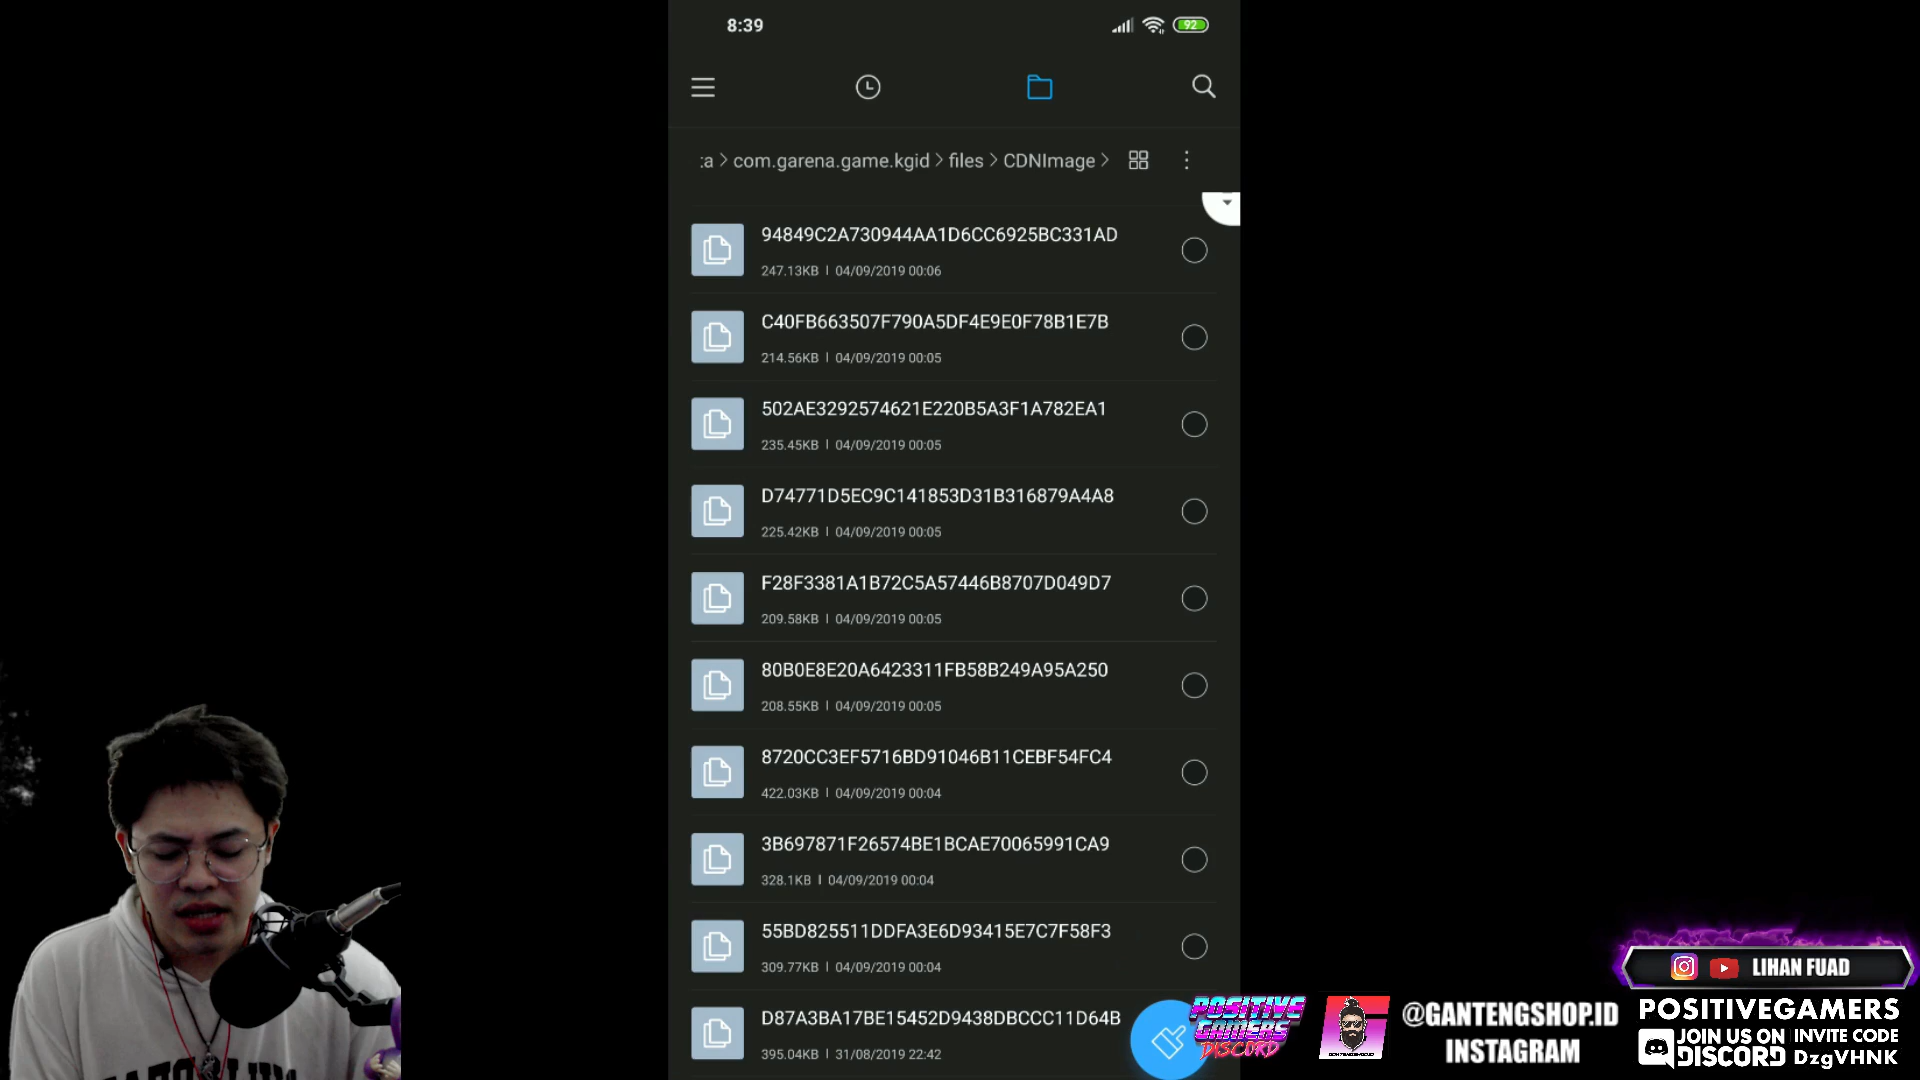 8:39
92
:a > com.garena.game.kgid > files > CDNImage >
94849C2A730944AA1D6CC6925BC331AD
247.13KB | 04/09/2019 00:06
C40FB663507F790A5DF4E9E0F78B1E7B
214.56KB | 04/09/2019 00:05
502AE3292574621E220B5A3F1A782EA1
235.45KB | 04/09/2019 00:05
D74771D5EC9C141853D31B316879A4A8
225.42KB | 04/09/2019 00:05
F28F3381A1B72C5A57446B8707D049D7
209.58KB | 04/09/2019 00:05
80B0E8E20A6423311FB58B249A95A250
208.55KB | 04/09/2019 00:05
8720CC3EF5716BD91046B11CEBF54FC4
422.03KB | 04/09/2019 00:04
3B697871F26574BE1BCAE70065991CA9
328.1KB | 04/09/2019 00:04
55BD825511DDFA3E6D93415E7C7F58F3
309.77KB | 04/09/2019 00:04
D87A3BA17BE15452D9438DBCCC11D64B
395.04KB | 31/08/2019 22:42
LIHAN FUAD
POSITIVE
GAMERS
DISCORD
@GANTENGSHOP.ID
INSTAGRAM
POSITIVEGAMERS
JOIN US ON
DISCORD
INVITE CODE
DzgVHNK